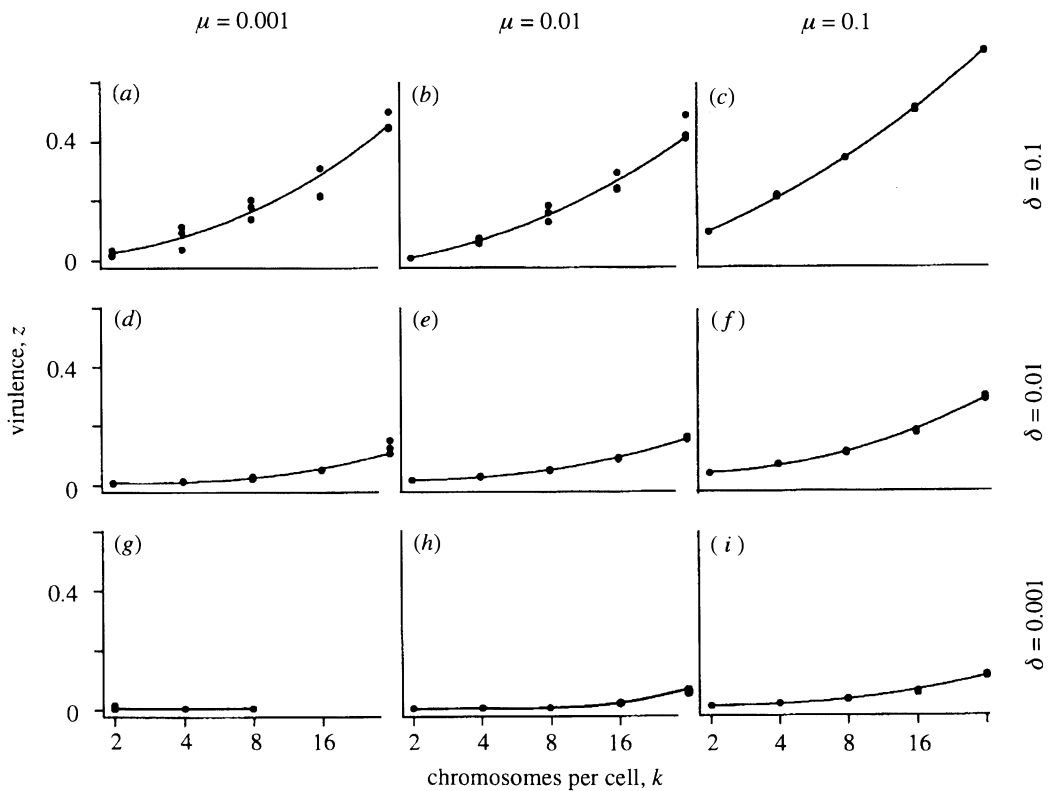 μ = 0.001 μ = 0.01 μ = 0.1
(a) (b) (c)
0.4
0
δ = 0.1
(d) (e) (f)
0.4
0
δ = 0.01
virulence, z
(g) (h) (i)
0.4
0
δ = 0.001
2 4 8 16 2 4 8 16 2 4 8 16
chromosomes per cell, k